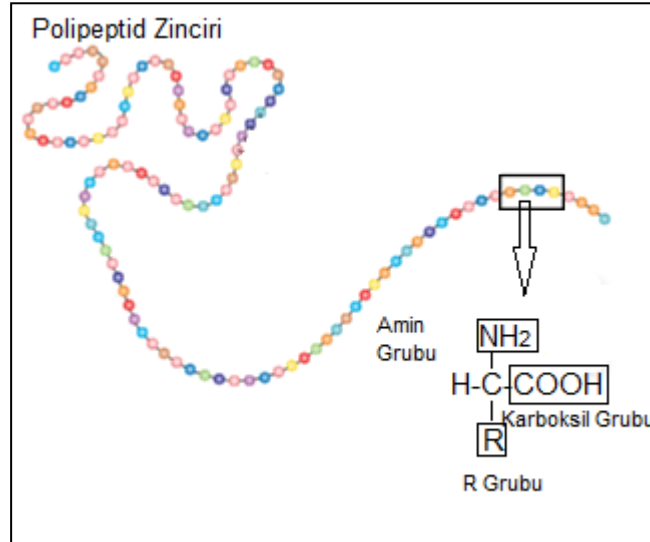 Polipeptid Zinciri
Amin
Grubu
NH2
H-C-COOH
Karboksil Grubu
R
R Grubu